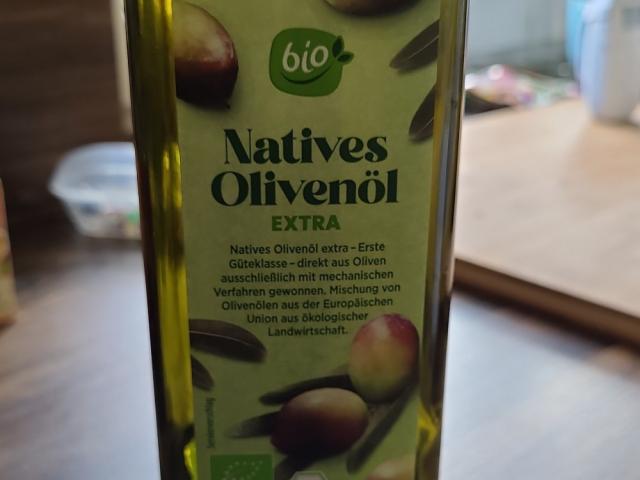 bio
Natives
Olivenöl
EXTRA
Natives Olivenöl extra – Erste
Güteklasse – direkt aus Oliven
ausschließlich mit mechanischen
Verfahren gewonnen. Mischung von
Olivenölen aus der Europäischen
Union aus ökologischer
Landwirtschaft.
Serviervorschlag